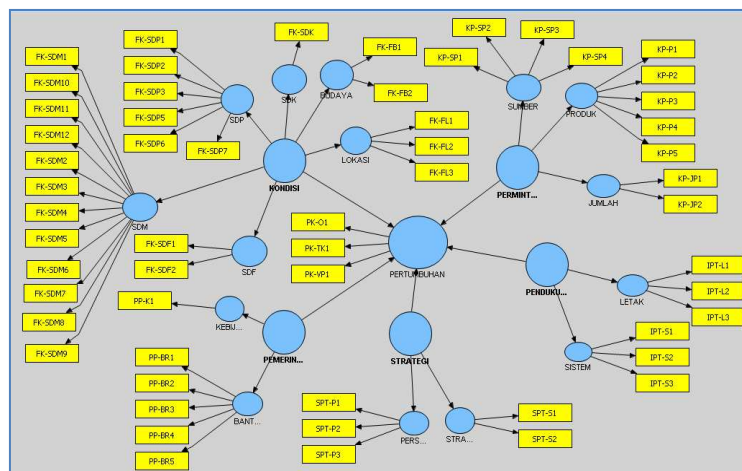 FK-SDM1
FK-SDM10
FK-SDM11
FK-SDM12
FK-SDM2
FK-SDM3
FK-SDM4
FK-SDM5
FK-SDM6
FK-SDM7
FK-SDM8
FK-SDM9
SDM
FK-SDP1
FK-SDP2
FK-SDP3
FK-SDP5
FK-SDP6
FK-SDP7
SDP
FK-SDK
SDK
FK-FB1
FK-FB2
BUDAYA
FK-FL1
FK-FL2
FK-FL3
LOKASI
KONDISI
FK-SDF1
FK-SDF2
SDF
KP-SP1
KP-SP2
KP-SP3
KP-SP4
SUMBER
KP-P1
KP-P2
KP-P3
KP-P4
KP-P5
PRODUK
KP-JP1
KP-JP2
JUMLAH
PERMINT...
PK-O1
PK-TK1
PK-VP1
PERTUMBUHAN
PP-K1
KEBIJ...
PEMERIN...
PP-BR1
PP-BR2
PP-BR3
PP-BR4
PP-BR5
BANT...
STRATEGI
SPT-P1
SPT-P2
SPT-P3
PERS...
SPT-S1
SPT-S2
STRA...
PENDUKU...
IPT-L1
IPT-L2
IPT-L3
LETAK
IPT-S1
IPT-S2
IPT-S3
SISTEM